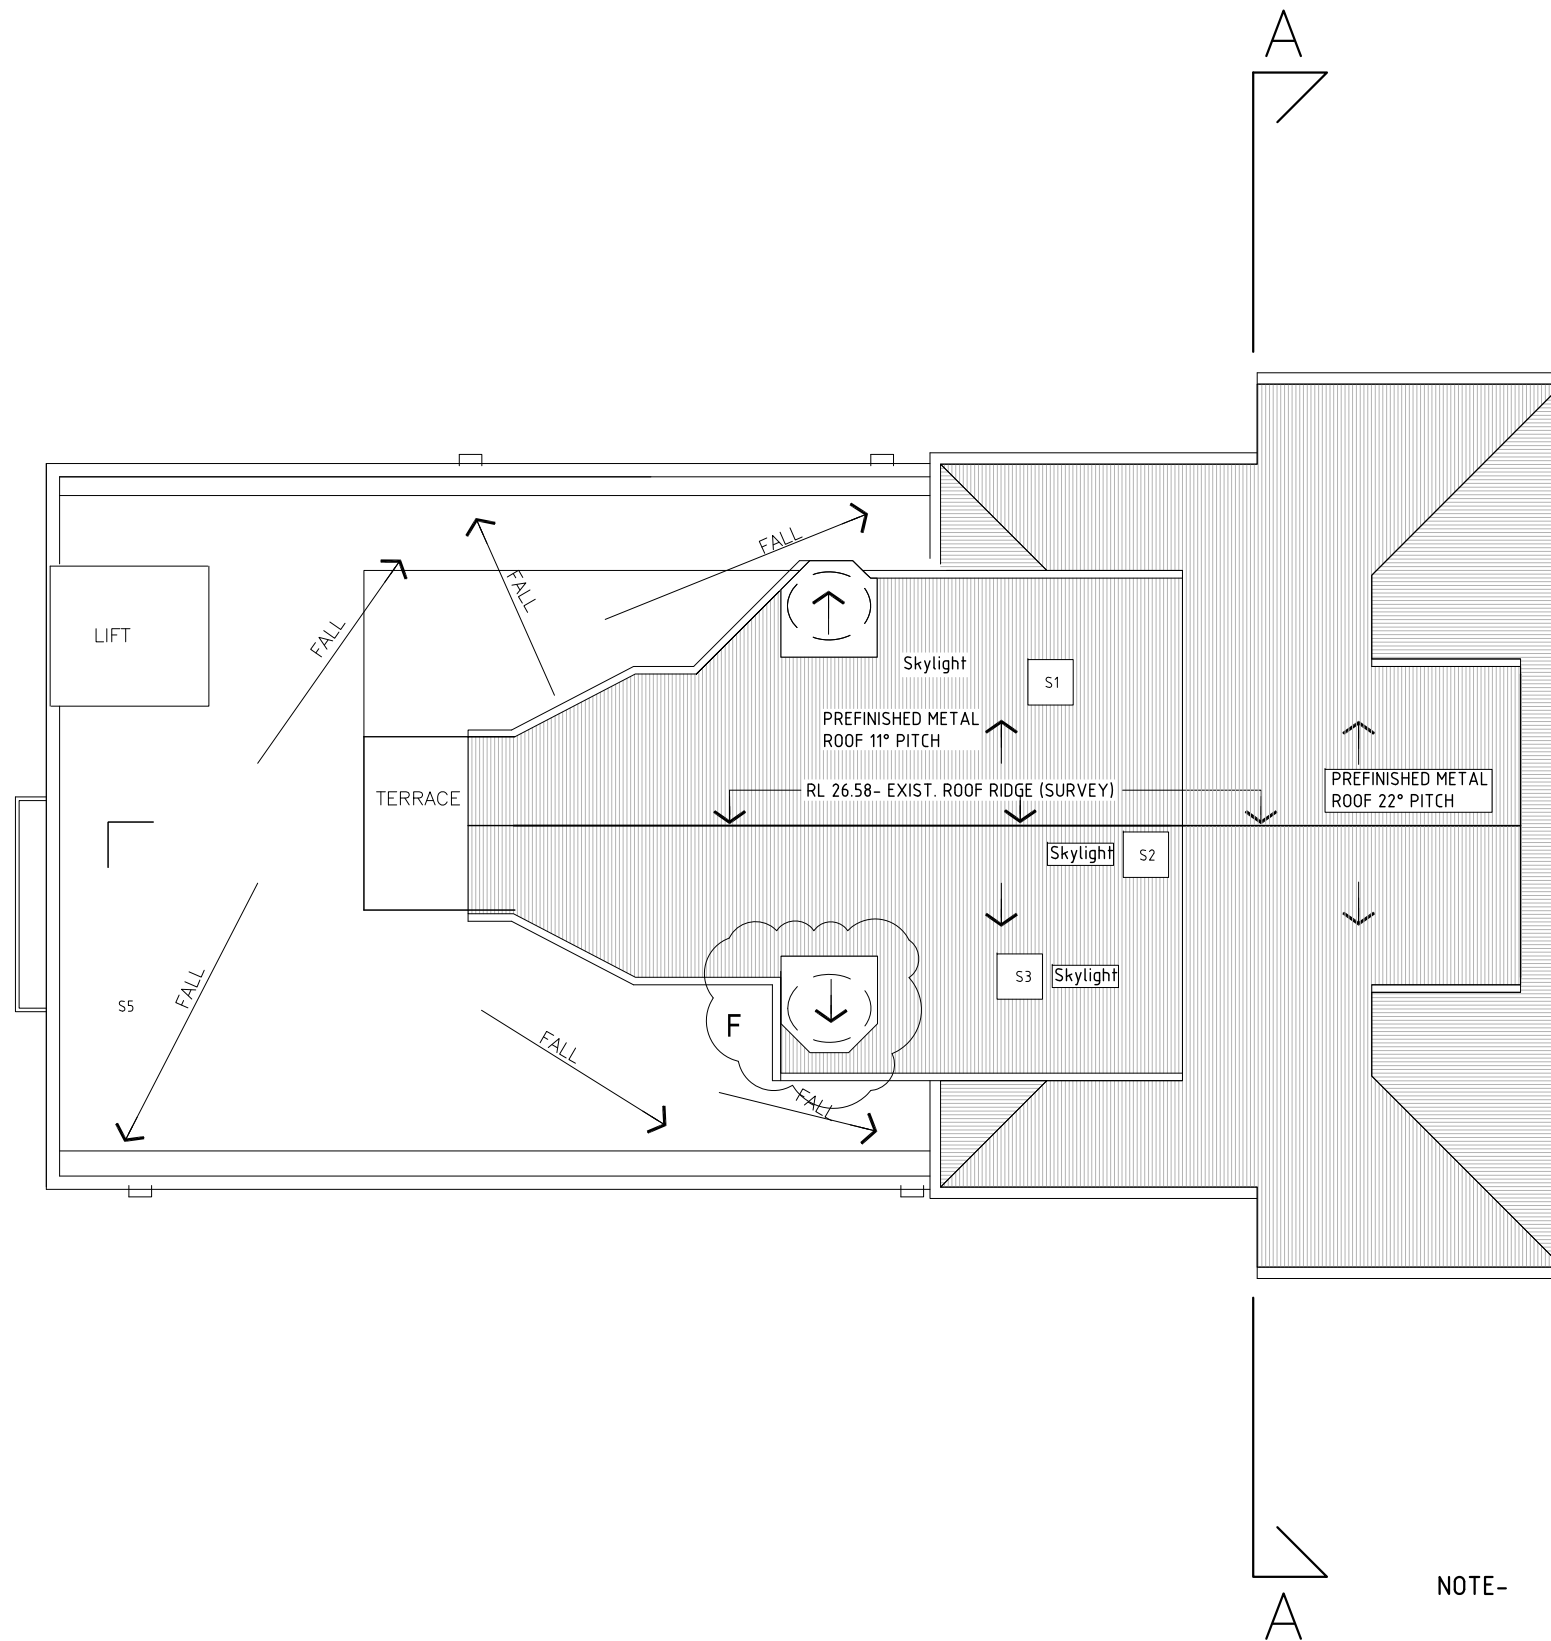 A
FALL
FALL
FALL
LIFT
Skylight
S1
PREFINISHED METAL
ROOF 11° PITCH
TERRACE
RL 26.58- EXIST. ROOF RIDGE (SURVEY)
PREFINISHED METAL
ROOF 22° PITCH
Skylight
S2
FALL
S5
F
S3
Skylight
FALL
FALL
NOTE-
A